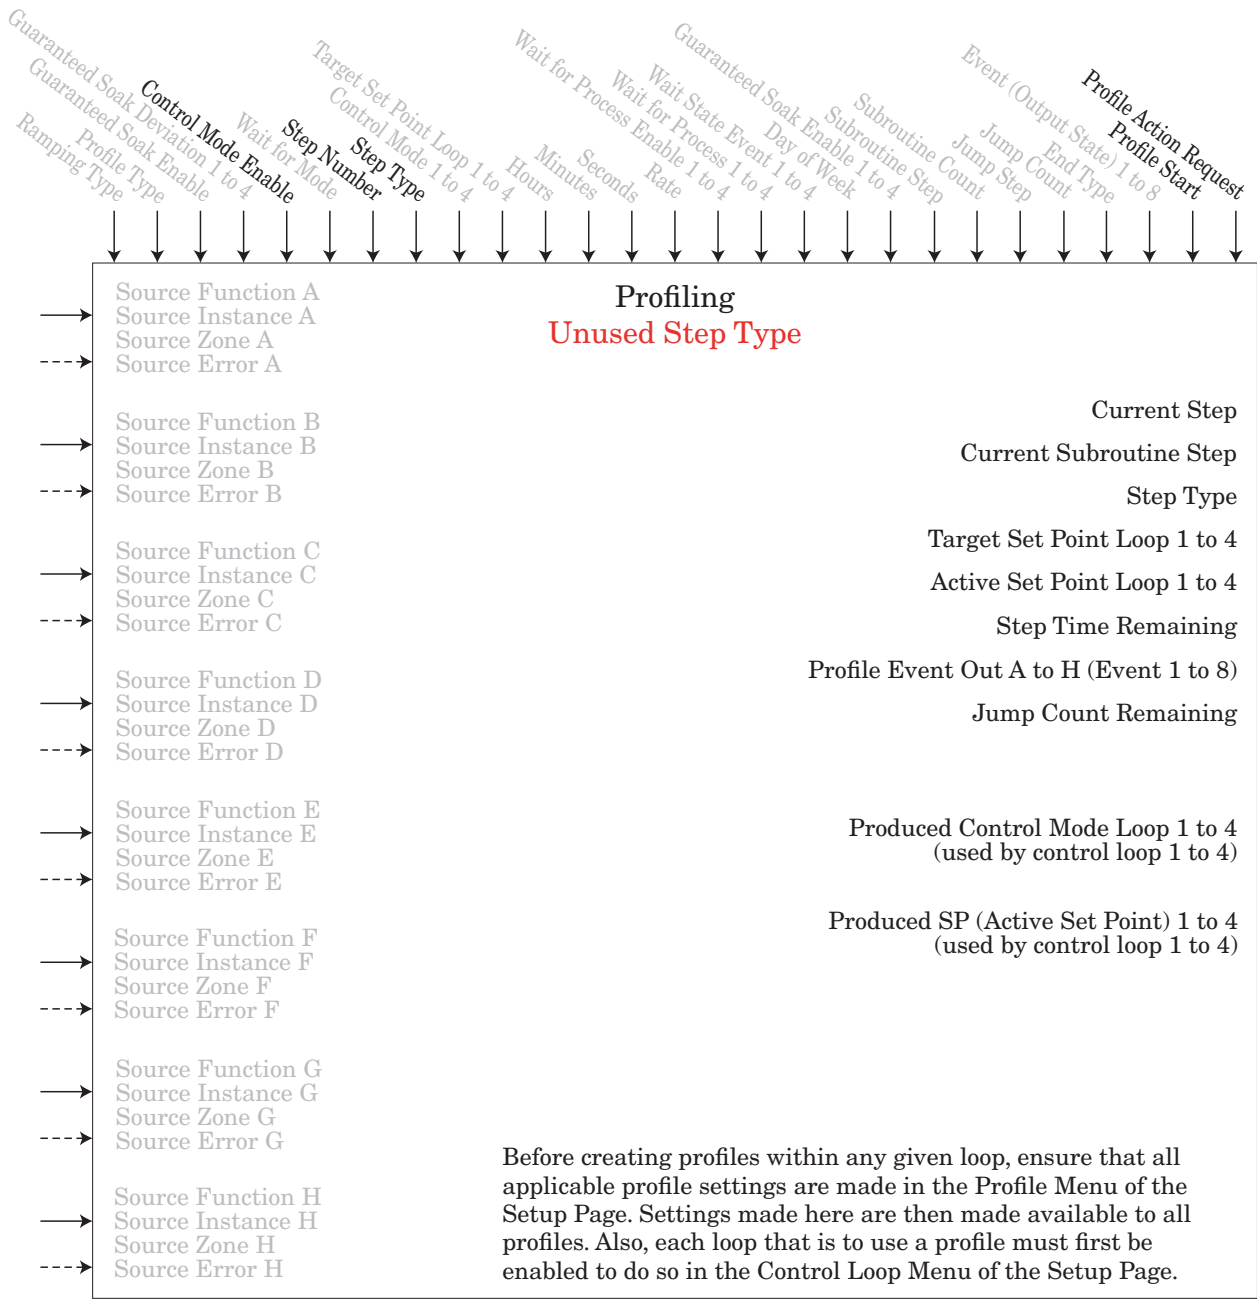 Ramping Type
Profile Type
Guaranteed Soak Enable
Guaranteed Soak Deviation 1 to 4
Control Mode Enable
Wait for Mode
Step Number
Step Type
Control Mode 1 to 4
Target Set Point Loop 1 to 4
Hours
Minutes
Seconds
Rate
Wait for Process Enable 1 to 4
Wait for Process 1 to 4
Wait State Event 1 to 4
Day of Week
Guaranteed Soak Enable 1 to 4
Subroutine Step
Subroutine Count
Jump Step
Jump Count
End Type
Event (Output State) 1 to 8
Profile Start
Profile Action Request
Profiling
Unused Step Type
Source Function A
Source Instance A
Source Zone A
Source Error A
Source Function B
Source Instance B
Source Zone B
Source Error B
Source Function C
Source Instance C
Source Zone C
Source Error C
Source Function D
Source Instance D
Source Zone D
Source Error D
Source Function E
Source Instance E
Source Zone E
Source Error E
Source Function F
Source Instance F
Source Zone F
Source Error F
Source Function G
Source Instance G
Source Zone G
Source Error G
Source Function H
Source Instance H
Source Zone H
Source Error H
Current Step
Current Subroutine Step
Step Type
Target Set Point Loop 1 to 4
Active Set Point Loop 1 to 4
Step Time Remaining
Profile Event Out A to H (Event 1 to 8)
Jump Count Remaining
Produced Control Mode Loop 1 to 4
(used by control loop 1 to 4)
Produced SP (Active Set Point) 1 to 4
(used by control loop 1 to 4)
Before creating profiles within any given loop, ensure that all
applicable profile settings are made in the Profile Menu of the
Setup Page. Settings made here are then made available to all
profiles. Also, each loop that is to use a profile must first be
enabled to do so in the Control Loop Menu of the Setup Page.